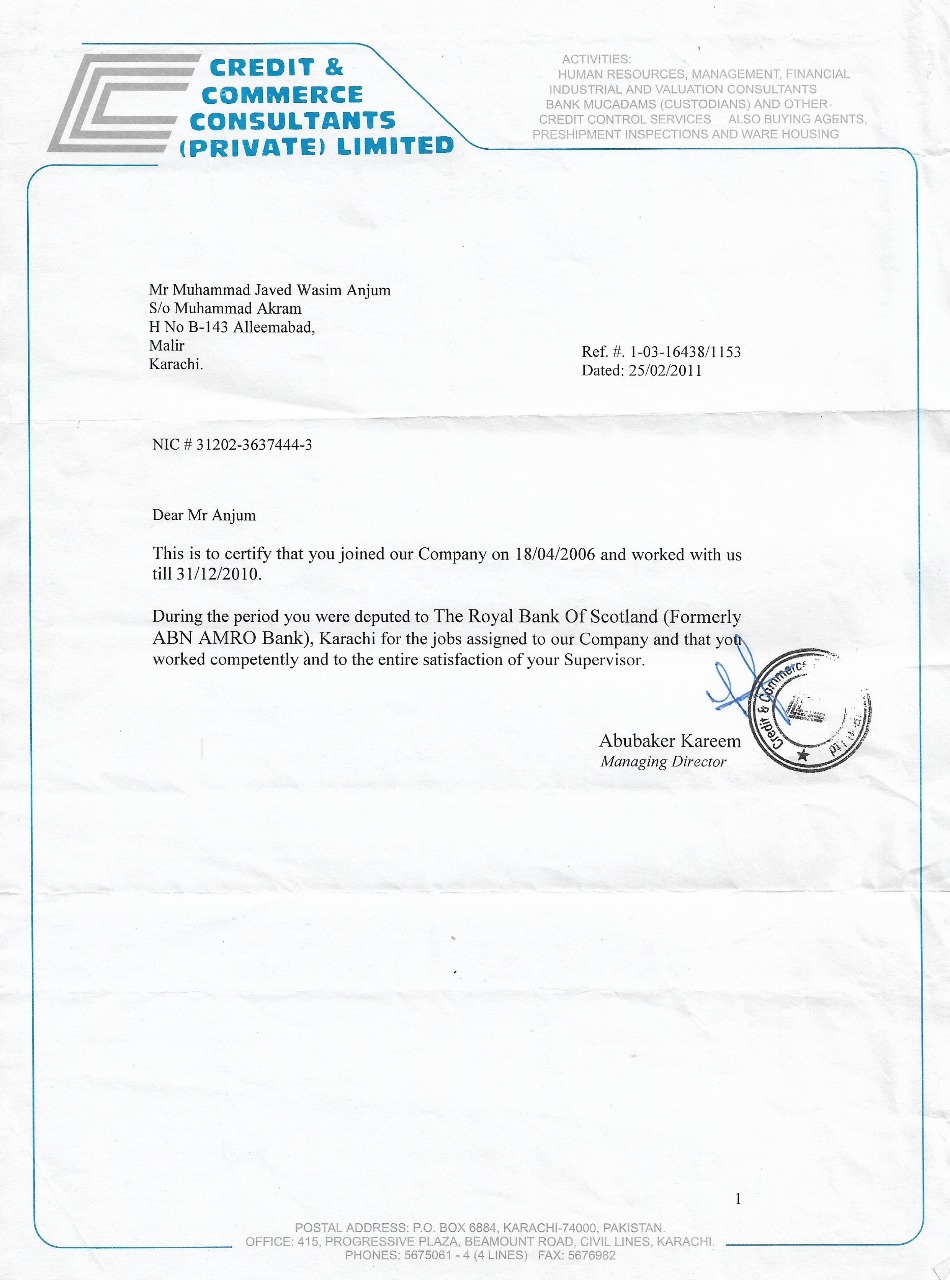 CREDIT &
COMMERCE
CONSULTANTS
(PRIVATE) LIMITED
ACTIVITIES:
HUMAN RESOURCES, MANAGEMENT, FINANCIAL
INDUSTRIAL AND VALUATION CONSULTANTS
BANK MUCADAMS (CUSTODIANS) AND OTHER-
CREDIT CONTROL SERVICES ALSO BUYING AGENTS,
PRESHIPMENT INSPECTIONS AND WARE HOUSING
Mr Muhammad Javed Wasim Anjum
S/o Muhammad Akram
H No B-143 Alleemabad,
Malir
Karachi.
Ref. #. 1-03-16438/1153
Dated: 25/02/2011
NIC # 31202-3637444-3
Dear Mr Anjum
This is to certify that you joined our Company on 18/04/2006 and worked with us
till 31/12/2010.
During the period you were deputed to The Royal Bank Of Scotland (Formerly
ABN AMRO Bank), Karachi for the jobs assigned to our Company and that you
worked competently and to the entire satisfaction of your Supervisor.
Credit & Commerce
Ltd
Abubaker Kareem
Managing Director
1
POSTAL ADDRESS: P.O. BOX 6884, KARACHI-74000, PAKISTAN.
OFFICE: 415, PROGRESSIVE PLAZA, BEAMOUNT ROAD, CIVIL LINES, KARACHI.
PHONES: 5675061 - 4 (4 LINES) FAX: 5676982